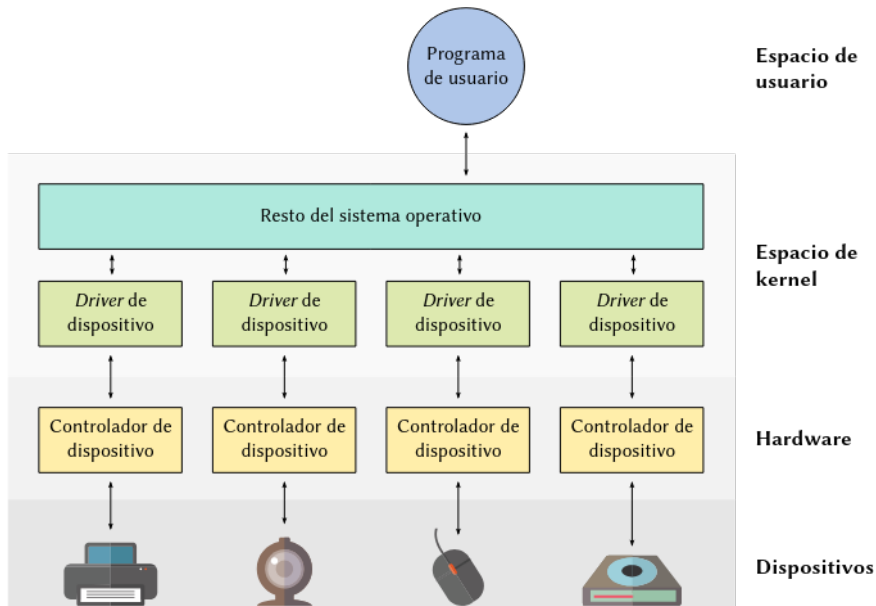 Programa
de usuario
Espacio de
usuario
Resto del sistema operativo
Espacio de
kernel
Driver de
dispositivo
Driver de
dispositivo
Driver de
dispositivo
Driver de
dispositivo
Controlador de
dispositivo
Controlador de
dispositivo
Controlador de
dispositivo
Controlador de
dispositivo
Hardware
Dispositivos